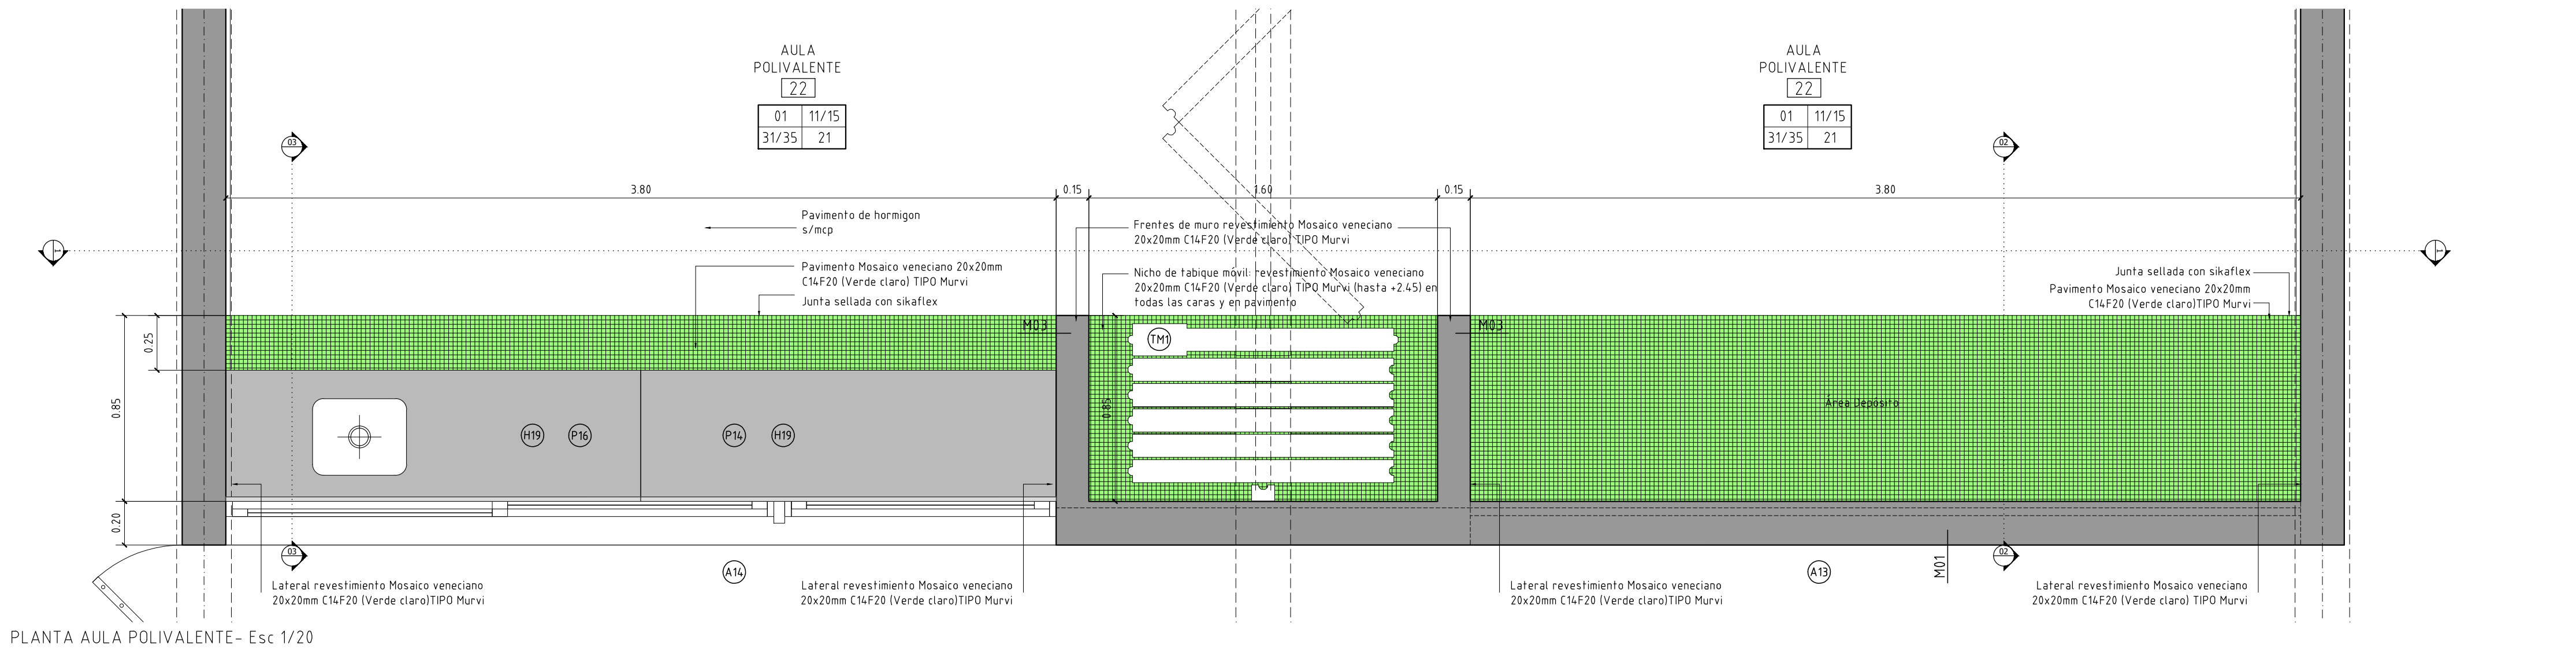 AULA
POLIVALENTE
22
01 11/15
31/35 21
AULA
POLIVALENTE
22
01 11/15
31/35 21
03
02
3.80
0.15
1.60
0.15
3.80
Pavimento de hormigon
s/mcp
Pavimento Mosaico veneciano 20x20mm
C14F20 (Verde claro) TIPO Murvi
Junta sellada con sikaflex
Frentes de muro revestimiento Mosaico veneciano
20x20mm C14F20 (Verde claro) TIPO Murvi
Nicho de tabique móvil: revestimiento Mosaico veneciano
20x20mm C14F20 (Verde claro) TIPO Murvi (hasta +2.45) en
todas las caras y en pavimento
Junta sellada con sikaflex
Pavimento Mosaico veneciano 20x20mm
C14F20 (Verde claro)TIPO Murvi
1
1
M03
TM1
M03
0.25
0.85
0.85
0.20
Área Depósito
H19
P16
P14
H19
03
02
A14
A13
M01
Lateral revestimiento Mosaico veneciano
20x20mm C14F20 (Verde claro)TIPO Murvi
Lateral revestimiento Mosaico veneciano
20x20mm C14F20 (Verde claro)TIPO Murvi
Lateral revestimiento Mosaico veneciano
20x20mm C14F20 (Verde claro)TIPO Murvi
Lateral revestimiento Mosaico veneciano
20x20mm C14F20 (Verde claro) TIPO Murvi
PLANTA AULA POLIVALENTE- Esc 1/20